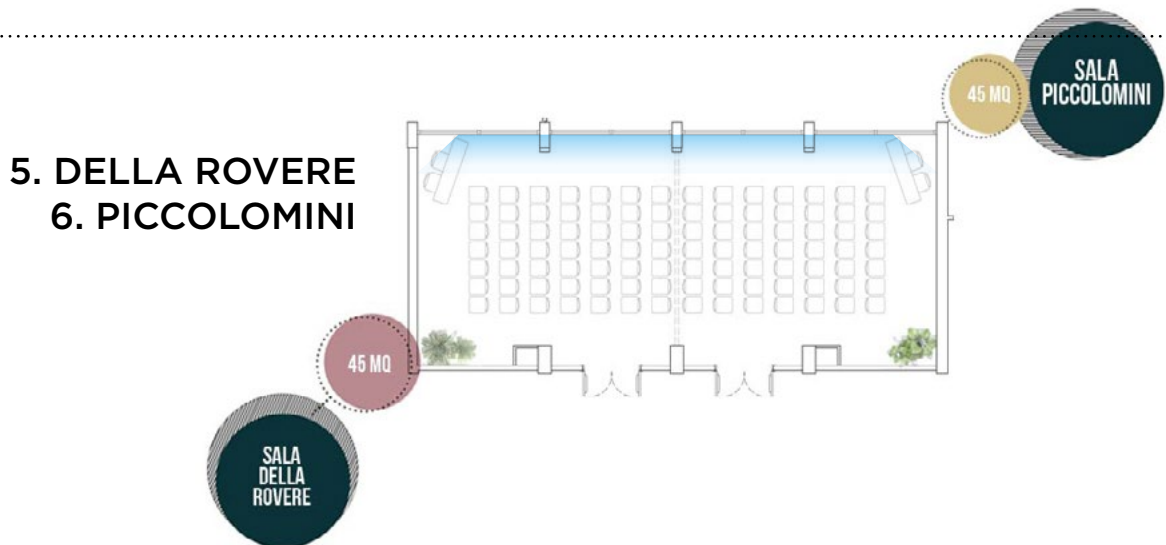 SALA
PICCOLOMINI
45 MQ
5. DELLA ROVERE
6. PICCOLOMINI
45 MQ
SALA
DELLA
ROVERE